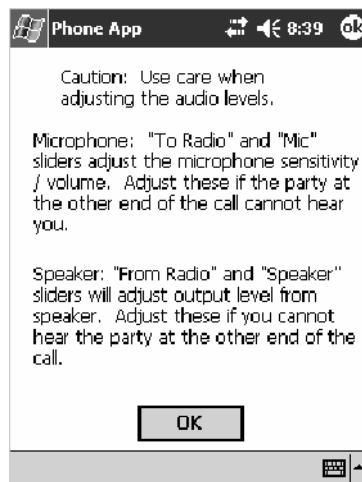 Phone App 8:39 ok
Caution: Use care when
adjusting the audio levels.
Microphone: "To Radio" and "Mic"
sliders adjust the microphone sensitivity
/ volume. Adjust these if the party at
the other end of the call cannot hear
you.
Speaker: "From Radio" and "Speaker"
sliders will adjust output level from
speaker. Adjust these if you cannot
hear the party at the other end of the
call.
OK